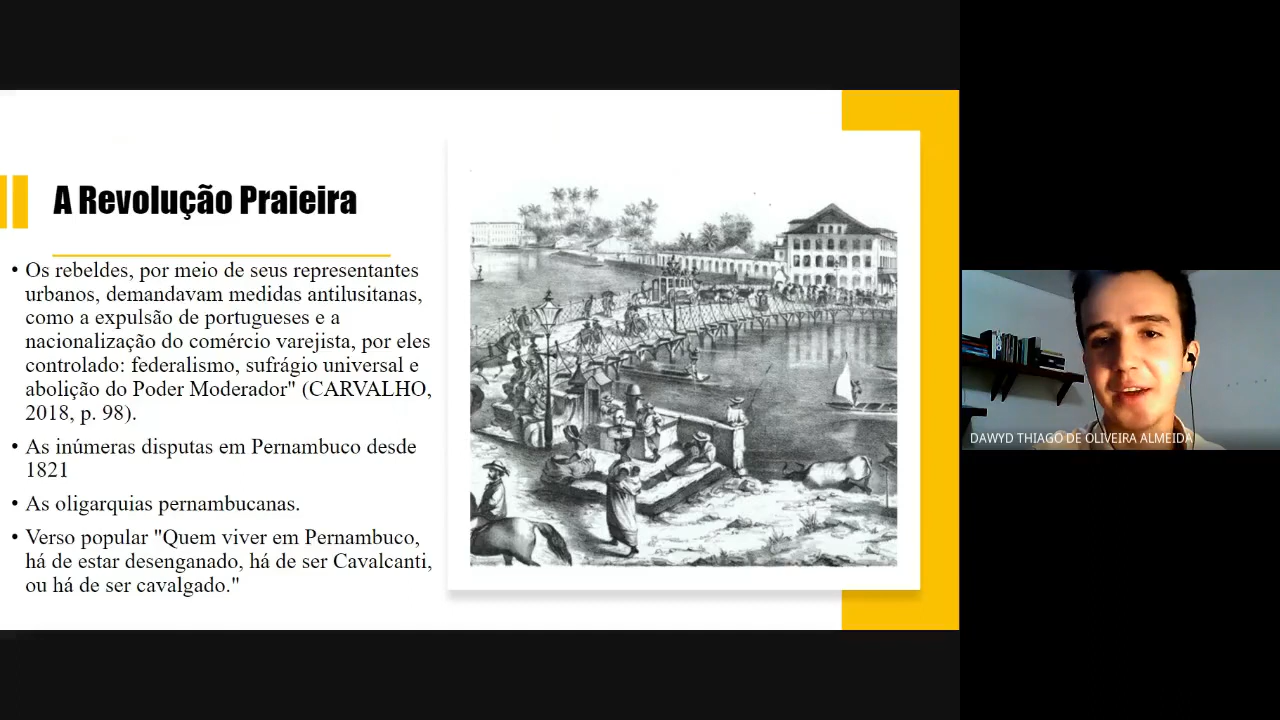 A Revolução Praieira
• Os rebeldes, por meio de seus representantes
urbanos, demandavam medidas antilusitanas,
como a expulsão de portugueses e a
nacionalização do comércio varejista, por eles
controlado: federalismo, sufrágio universal e
abolição do Poder Moderador" (CARVALHO,
2018, p. 98).
• As inúmeras disputas em Pernambuco desde
1821
• As oligarquias pernambucanas.
• Verso popular "Quem viver em Pernambuco,
há de estar desenganado, há de ser Cavalcanti,
ou há de ser cavalgado."
DAWYD THIAGO DE OLIVEIRA ALMEIDA